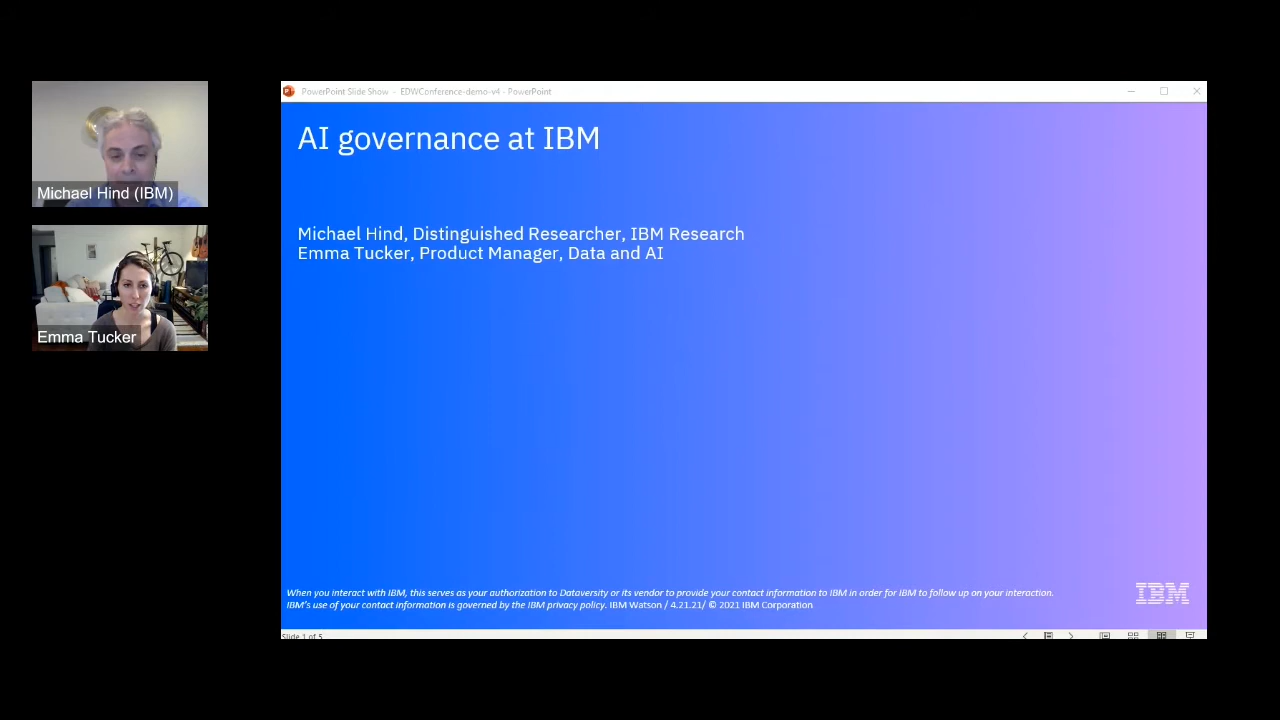 Michael Hind (IBM)
Emma Tucker
PowerPoint Slide Show - EDWConference-demo-v4 - PowerPoint
AI governance at IBM
Michael Hind, Distinguished Researcher, IBM Research
Emma Tucker, Product Manager, Data and AI
When you interact with IBM, this serves as your authorization to Dataversity or its vendor to provide your contact information to IBM in order for IBM to follow up on your interaction.
IBM's use of your contact information is governed by the IBM privacy policy. IBM Watson / 4.21.21/ © 2021 IBM Corporation
IBM
Slide 1 of 5